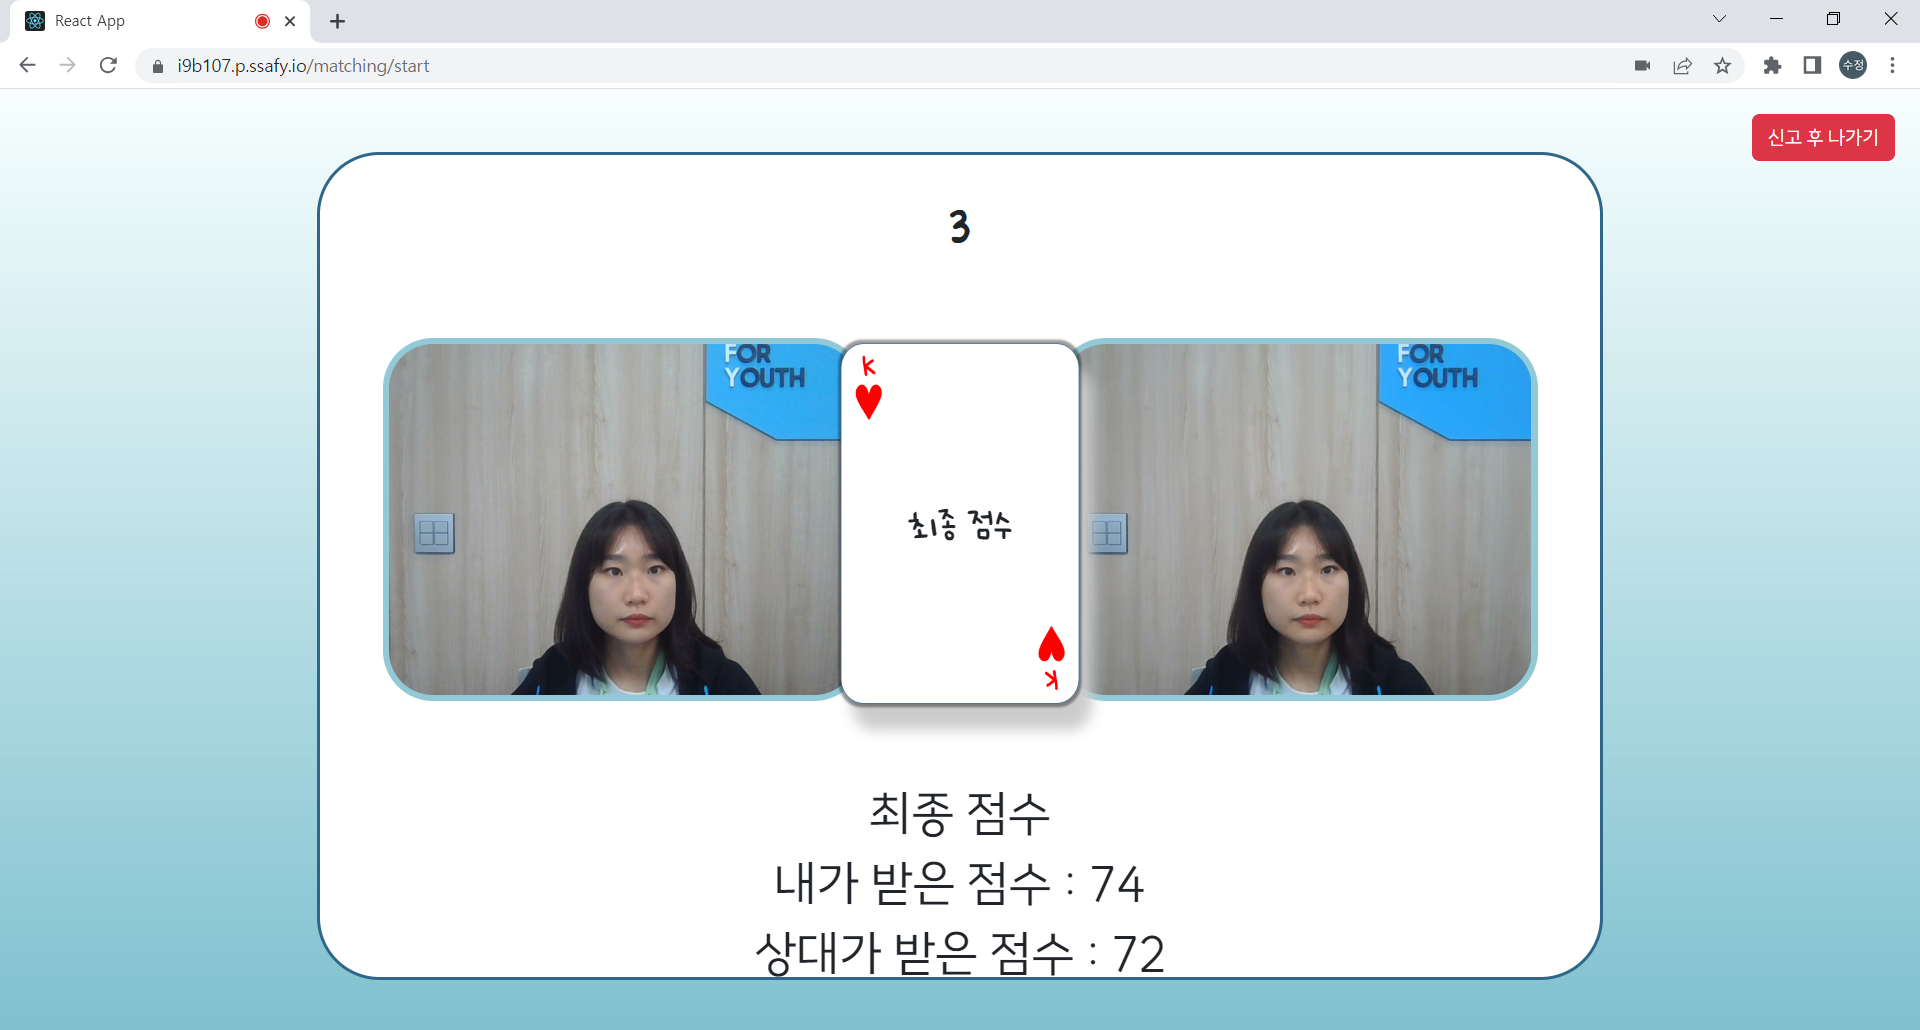 React App
i9b107.p.ssafy.io/matching/start
수정
신고 후 나가기
3
FOR
YOUTH
K
최종 점수
K
FOR
YOUTH
최종 점수
내가 받은 점수 : 74
상대가 받은 점수 : 72